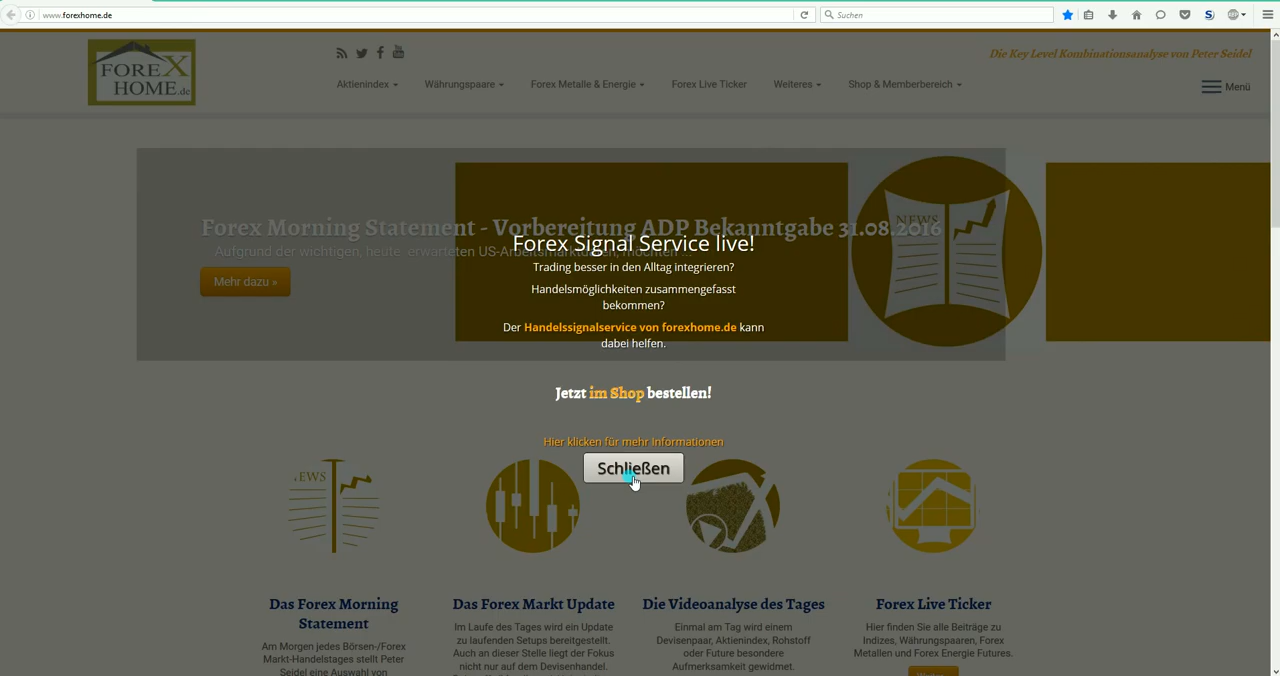 www.forexhome.de
Suchen
FOREX
HOME.de
Die Key Level Kombinationsanalyse von Peter Seidel
Aktienindex
Währungspaare
Forex Metalle & Energie
Forex Live Ticker
Weiteres
Shop & Memberbereich
Menü
Forex Morning Statement - Vorbereitung ADP Bekanntgabe 31.08.2016
Aufgrund der wichtigen, heute erwarteten US-Arbeitsmarktdaten, möchten ...
Mehr dazu »
NEWS
Forex Signal Service live!
Trading besser in den Alltag integrieren?
Handelsmöglichkeiten zusammengefasst
bekommen?
Der Handelssignalservice von forexhome.de kann
dabei helfen.
Jetzt im Shop bestellen!
Hier klicken für mehr Informationen
Schließen
Das Forex Morning
Statement
Am Morgen jedes Börsen-/Forex
Markt-Handelstages stellt Peter
Seidel eine Auswahl von
Das Forex Markt Update
Im Laufe des Tages wird ein Update
zu laufenden Setups bereitgestellt.
Auch an dieser Stelle liegt der Fokus
nicht nur auf dem Devisenhandel.
Die Videoanalyse des Tages
Einmal am Tag wird einem
Devisenpaar, Aktienindex, Rohstoff
oder Future besondere
Aufmerksamkeit gewidmet.
Forex Live Ticker
Hier finden Sie alle Beiträge zu
Indizes, Währungspaaren, Forex
Metallen und Forex Energie Futures.